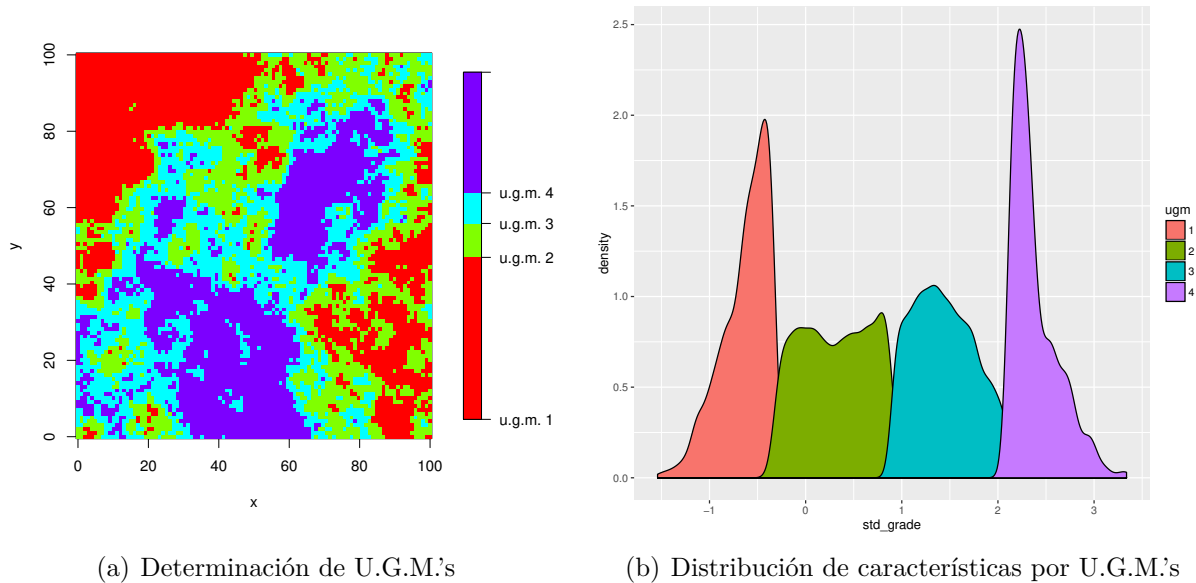 0 20 40 60 80 100
y
0 20 40 60 80 100
x
u.g.m. 4
u.g.m. 3
u.g.m. 2
u.g.m. 1
2.5
2.0
1.5
1.0
0.5
0.0
density
−1 0 1 2 3
std_grade
ugm
1
2
3
4
(a) Determinación de U.G.M.'s
(b) Distribución de características por U.G.M.'s